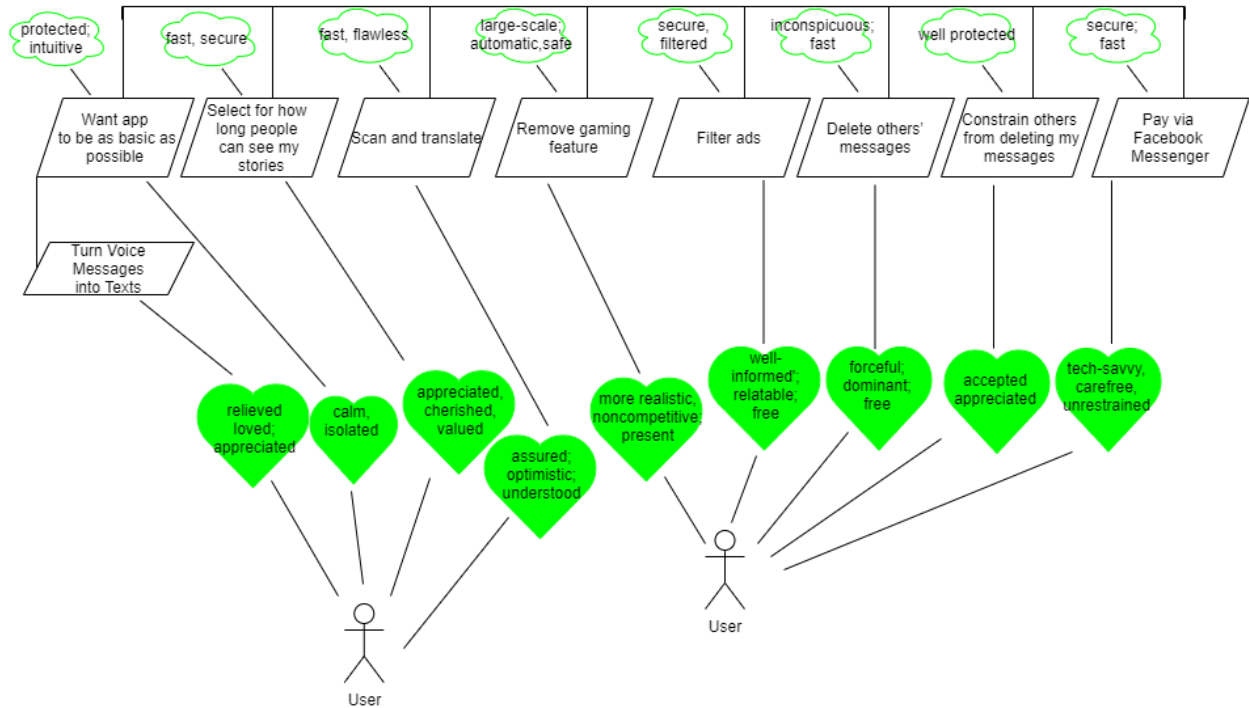 protected;
intuitive
fast, secure
fast, flawless
large-scale;
automatic,safe
secure,
filtered
inconspicuous;
fast
well protected
secure;
fast
Want app
to be as basic as
possible
Select for how
long people
can see my
stories
Scan and translate
Remove gaming
feature
Filter ads
Delete others'
messages
Constrain others
from deleting my
messages
Pay via
Facebook
Messenger
Turn Voice
Messages
into Texts
relieved
loved;
appreciated
calm,
isolated
appreciated,
cherished,
valued
assured;
optimistic;
understood
more realistic,
noncompetitive;
present
well-
informed';
relatable;
free
forceful;
dominant;
free
accepted
appreciated
tech-savvy,
carefree,
unrestrained
User
User